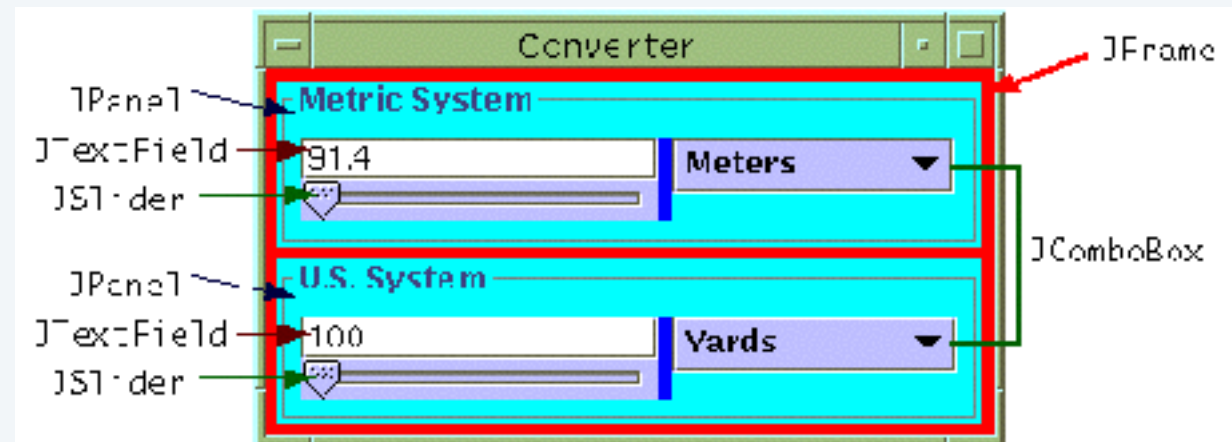 Converter
JFrame
JPanel
Metric System
JTextField
91.4
Meters
JSlider
JComboBox
JPanel
U.S. System
JTextField
100
Yards
JSlider